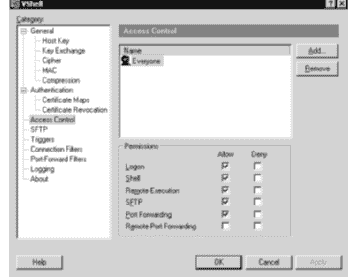 VShell
Category
General
Host Key
Key Exchange
Cipher
MAC
Compression
Authentication
Certificate Maps
Certificate Revocation
Access Control
SFTP
Triggers
Connection Filters
Port-Forward Filters
Logging
About
Access Control
Name
Everyone
Add...
Remove
Permissions
Allow Deny
Logon
Shell
Remote Execution
SFTP
Port Forwarding
Remote Port Forwarding
Help OK Cancel Apply